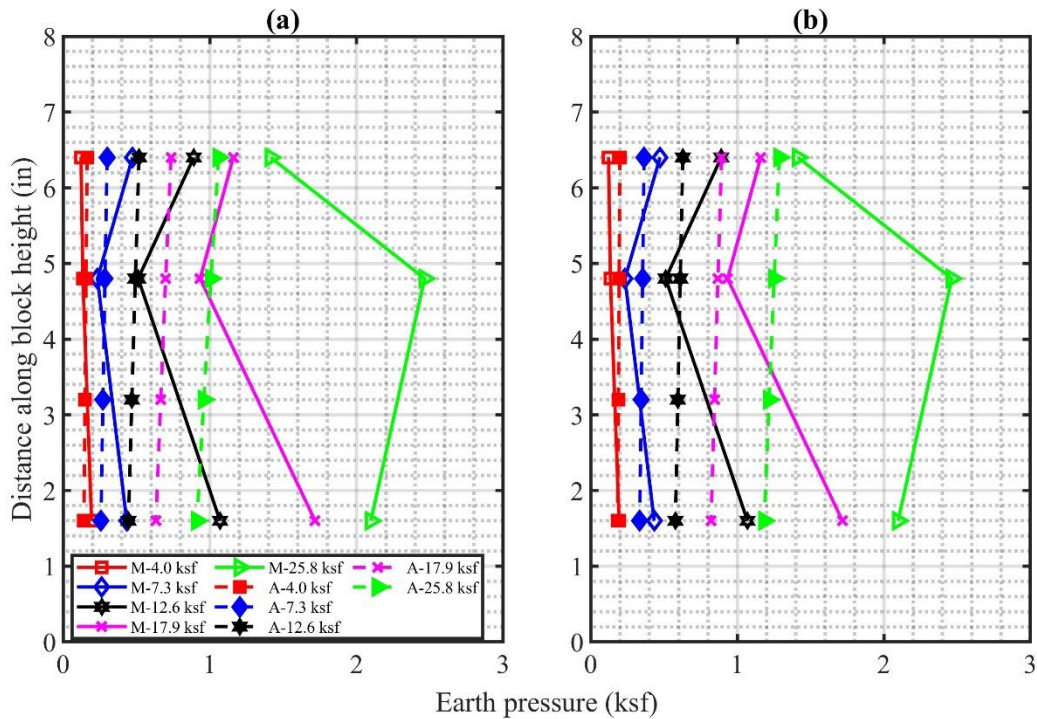 (a) (b)
8 8
7 7
6 6
5 5
4 4
3 3
2 2
1 1
0 0
Distance along block height (in)
M-4.0 ksf M-25.8 ksf A-17.9 ksf
M-7.3 ksf A-4.0 ksf A-25.8 ksf
M-12.6 ksf A-7.3 ksf
M-17.9 ksf A-12.6 ksf
0 1 2 3 0 1 2 3
Earth pressure (ksf)